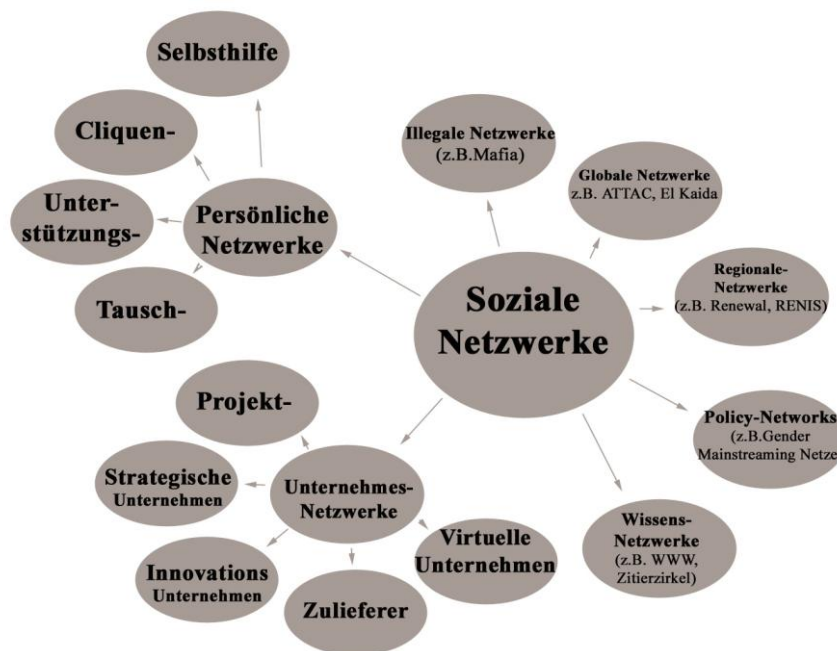 Selbsthilfe
Cliquen-
Unter-
stützungs-
Persönliche
Netzwerke
Tausch-
Illegale Netzwerke
(z.B.Mafia)
Globale Netzwerke
z.B. ATTAC, El Kaida
Soziale
Netzwerke
Regionale-
Netzwerke
(z.B. Renewal, RENIS)
Policy-Networks
(z.B.Gender
Mainstreaming Netze
Wissens-
Netzwerke
(z.B. WWW,
Zitierzirkel)
Projekt-
Strategische
Unternehmen
Unternehmes-
Netzwerke
Innovations
Unternehmen
Zulieferer
Virtuelle
Unternehmen